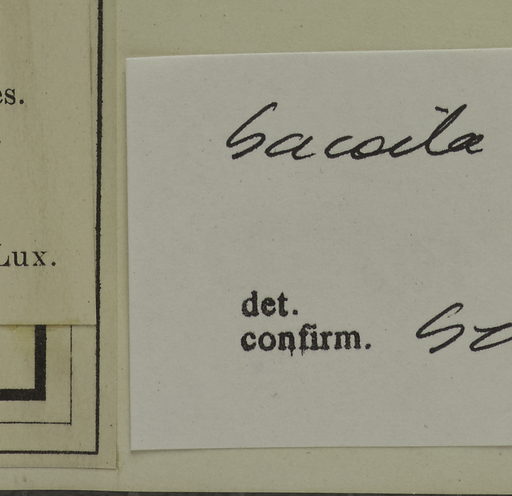 es.
Lux.
Sacoila
det.
confirm.